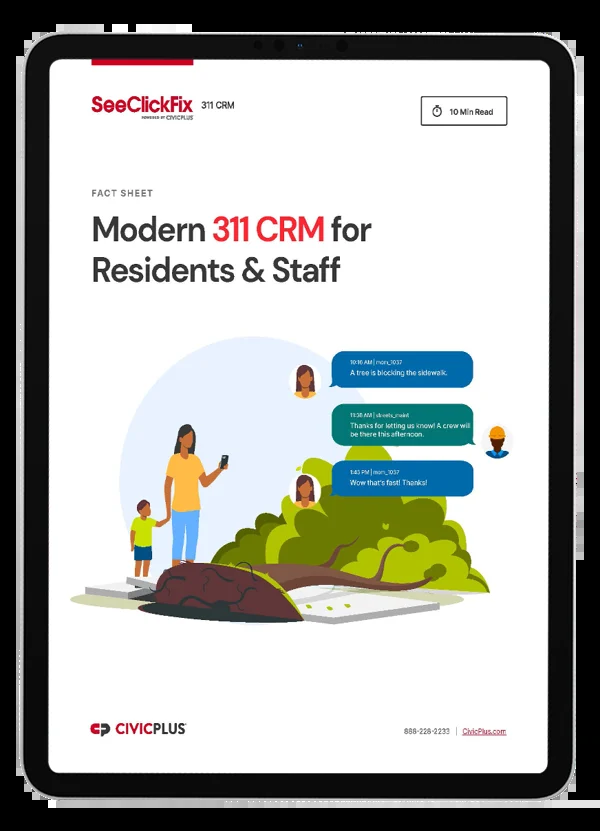 SeeClickFix 311 CRM
POWERED BY CIVICPLUS
10 Min Read
FACT SHEET
Modern 311 CRM for
Residents & Staff
10:16 AM | mom_1037
A tree is blocking the sidewalk.
11:35 AM | streets_maint
Thanks for letting us know! A crew will
be there this afternoon.
1:43 PM | mom_1037
Wow that's fast! Thanks!
CP CIVICPLUS®
888-228-2233 | CivicPlus.com